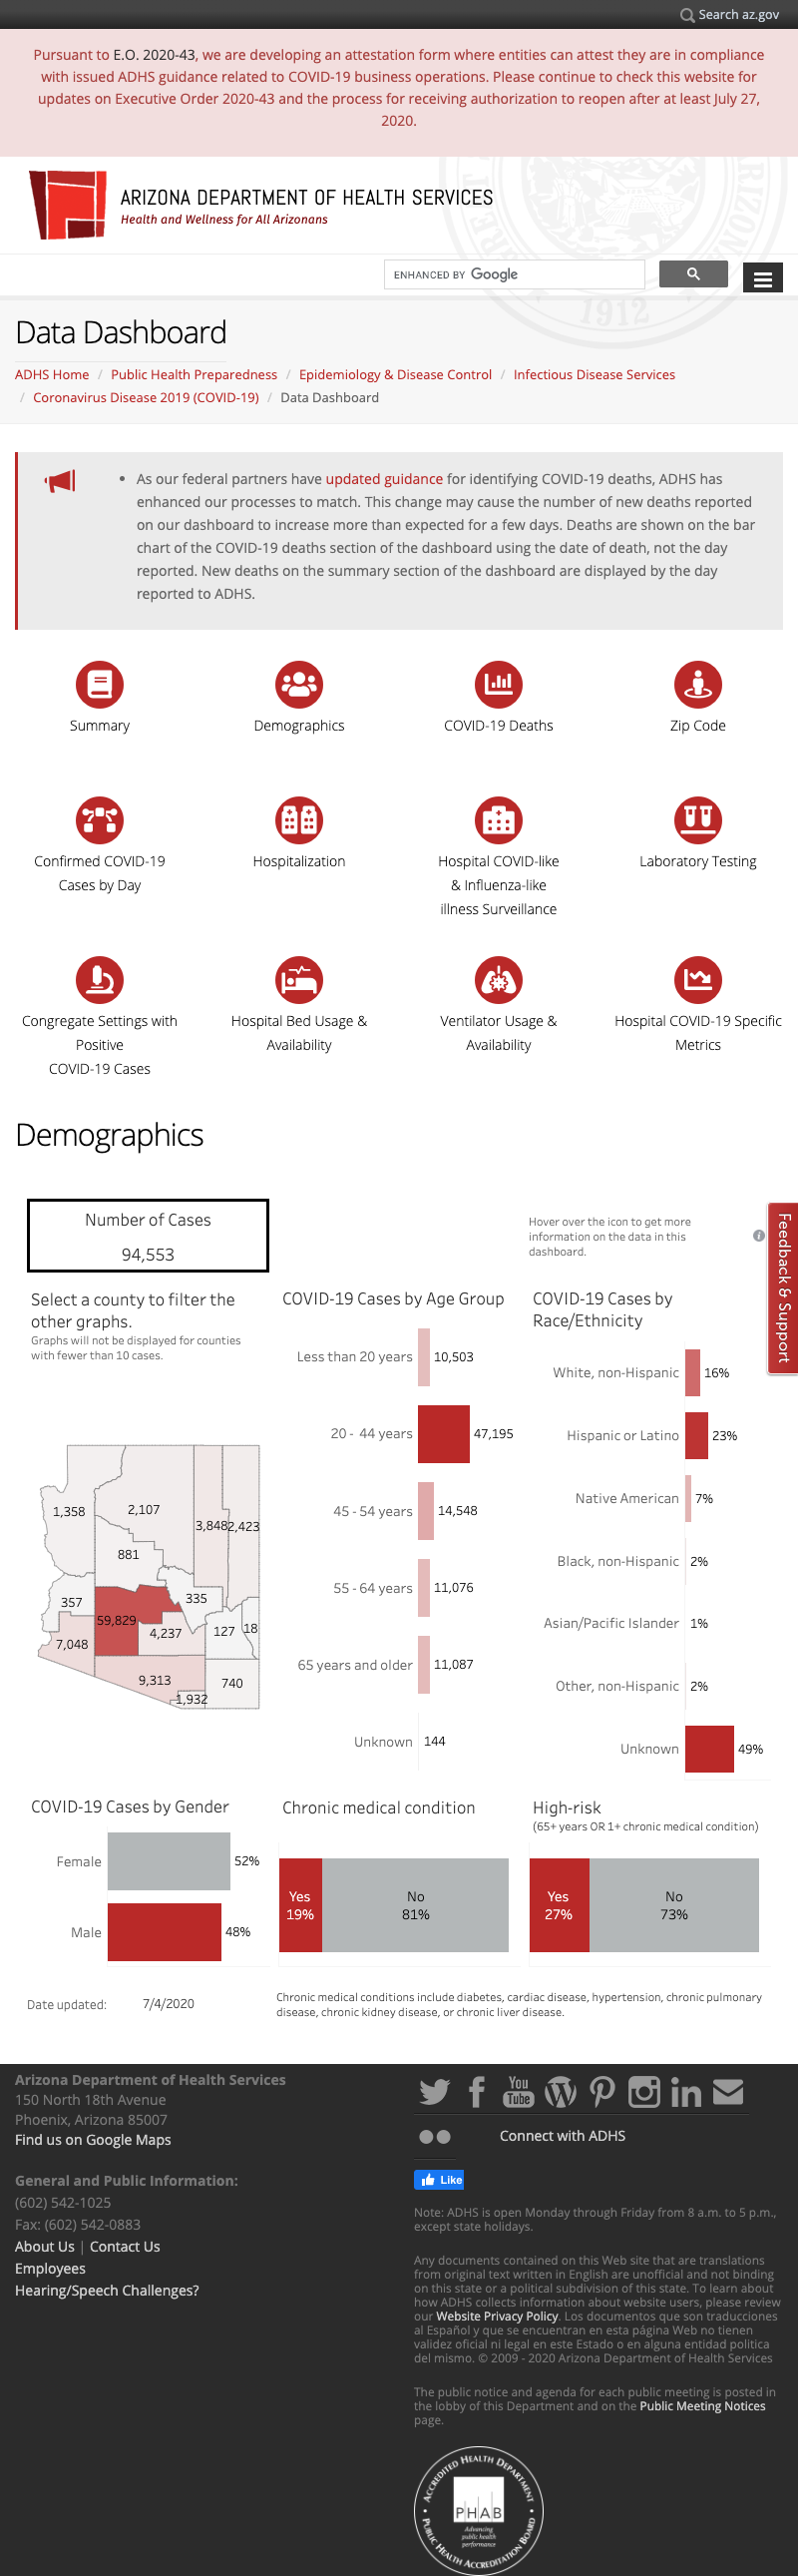 Search az.gov
Pursuant to E.O. 2020-43, we are developing an attestation form where entities can attest they are in compliance
with issued ADHS guidance related to COVID-19 business operations. Please continue to check this website for
updates on Executive Order 2020-43 and the process for receiving authorization to reopen after at least July 27,
2020.
ARIZONA DEPARTMENT OF HEALTH SERVICES
Health and Wellness for All Arizonans
ENHANCED BY Google
1912
Data Dashboard
ADHS Home / Public Health Preparedness / Epidemiology & Disease Control / Infectious Disease Services
/ Coronavirus Disease 2019 (COVID-19) / Data Dashboard
• As our federal partners have updated guidance for identifying COVID-19 deaths, ADHS has
enhanced our processes to match. This change may cause the number of new deaths reported
on our dashboard to increase more than expected for a few days. Deaths are shown on the bar
chart of the COVID-19 deaths section of the dashboard using the date of death, not the day
reported. New deaths on the summary section of the dashboard are displayed by the day
reported to ADHS.
Summary
Demographics
COVID-19 Deaths
Zip Code
Confirmed COVID-19
Cases by Day
Hospitalization
Hospital COVID-like
& Influenza-like
illness Surveillance
Laboratory Testing
Congregate Settings with
Positive
COVID-19 Cases
Hospital Bed Usage &
Availability
Ventilator Usage &
Availability
Hospital COVID-19 Specific
Metrics
Demographics
Number of Cases
94,553
Hover over the icon to get more
information on the data in this
dashboard.
Feedback & Support
Select a county to filter the
other graphs.
Graphs will not be displayed for counties
with fewer than 10 cases.
1,358
2,107
3,848
2,423
881
357
335
59,829
7,048
4,237
127
18
9,313
1,932
740
COVID-19 Cases by Age Group
Less than 20 years 10,503
20 - 44 years 47,195
45 - 54 years 14,548
55 - 64 years 11,076
65 years and older 11,087
Unknown 144
COVID-19 Cases by
Race/Ethnicity
White, non-Hispanic 16%
Hispanic or Latino 23%
Native American 7%
Black, non-Hispanic 2%
Asian/Pacific Islander 1%
Other, non-Hispanic 2%
Unknown 49%
COVID-19 Cases by Gender
Female 52%
Male 48%
Chronic medical condition
Yes
19%
No
81%
High-risk
(65+ years OR 1+ chronic medical condition)
Yes
27%
No
73%
Date updated: 7/4/2020
Chronic medical conditions include diabetes, cardiac disease, hypertension, chronic pulmonary
disease, chronic kidney disease, or chronic liver disease.
Arizona Department of Health Services
150 North 18th Avenue
Phoenix, Arizona 85007
Find us on Google Maps
General and Public Information:
(602) 542-1025
Fax: (602) 542-0883
About Us | Contact Us
Employees
Hearing/Speech Challenges?
You
Tube
Connect with ADHS
Like
Note: ADHS is open Monday through Friday from 8 a.m. to 5 p.m.,
except state holidays.
Any documents contained on this Web site that are translations
from original text written in English are unofficial and not binding
on this state or a political subdivision of this state. To learn about
how ADHS collects information about website users, please review
our Website Privacy Policy. Los documentos que son traducciones
al Español y que se encuentran en esta página Web no tienen
validez oficial ni legal en este Estado o en alguna entidad politica
del mismo. © 2009 - 2020 Arizona Department of Health Services
The public notice and agenda for each public meeting is posted in
the lobby of this Department and on the Public Meeting Notices
page.
ACCREDITED HEALTH DEPARTMENT
PHAB
Advancing
public health
performance
PUBLIC HEALTH ACCREDITATION BOARD